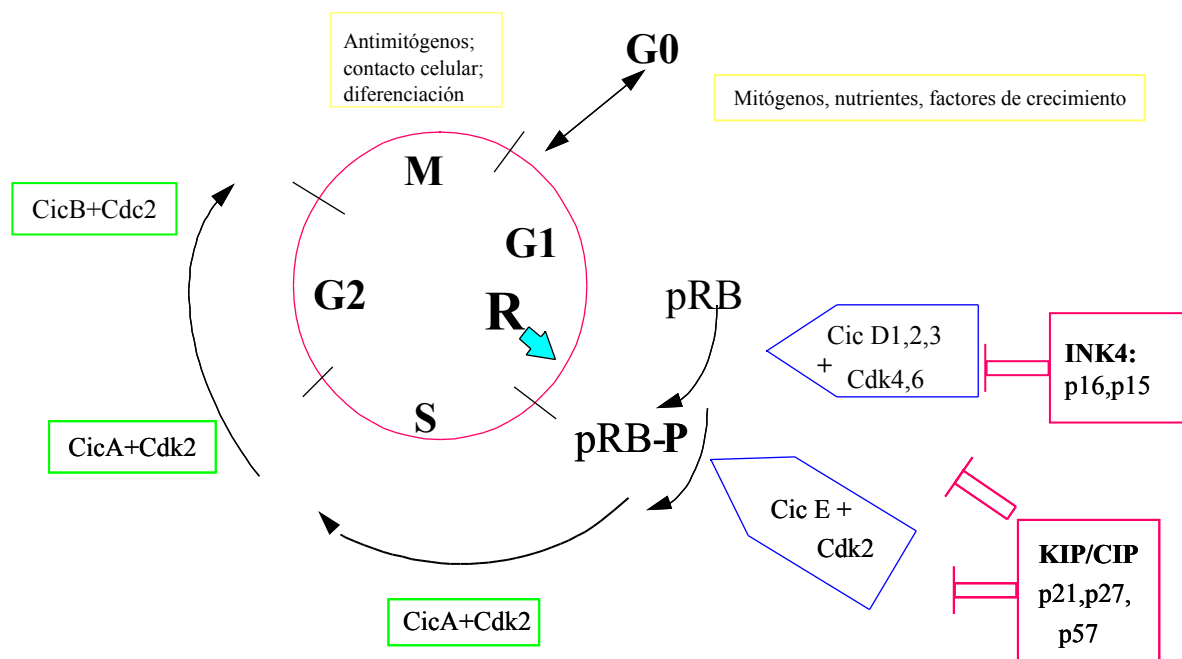 Antimitógenos;
contacto celular;
diferenciación
G0
Mitógenos, nutrientes, factores de crecimiento
M
CicB+Cdc2
G1
G2
R
pRB
Cic D1,2,3
+
Cdk4,6
INK4:
p16,p15
S
pRB-P
CicA+Cdk2
Cic E +
Cdk2
KIP/CIP
p21,p27,
p57
CicA+Cdk2